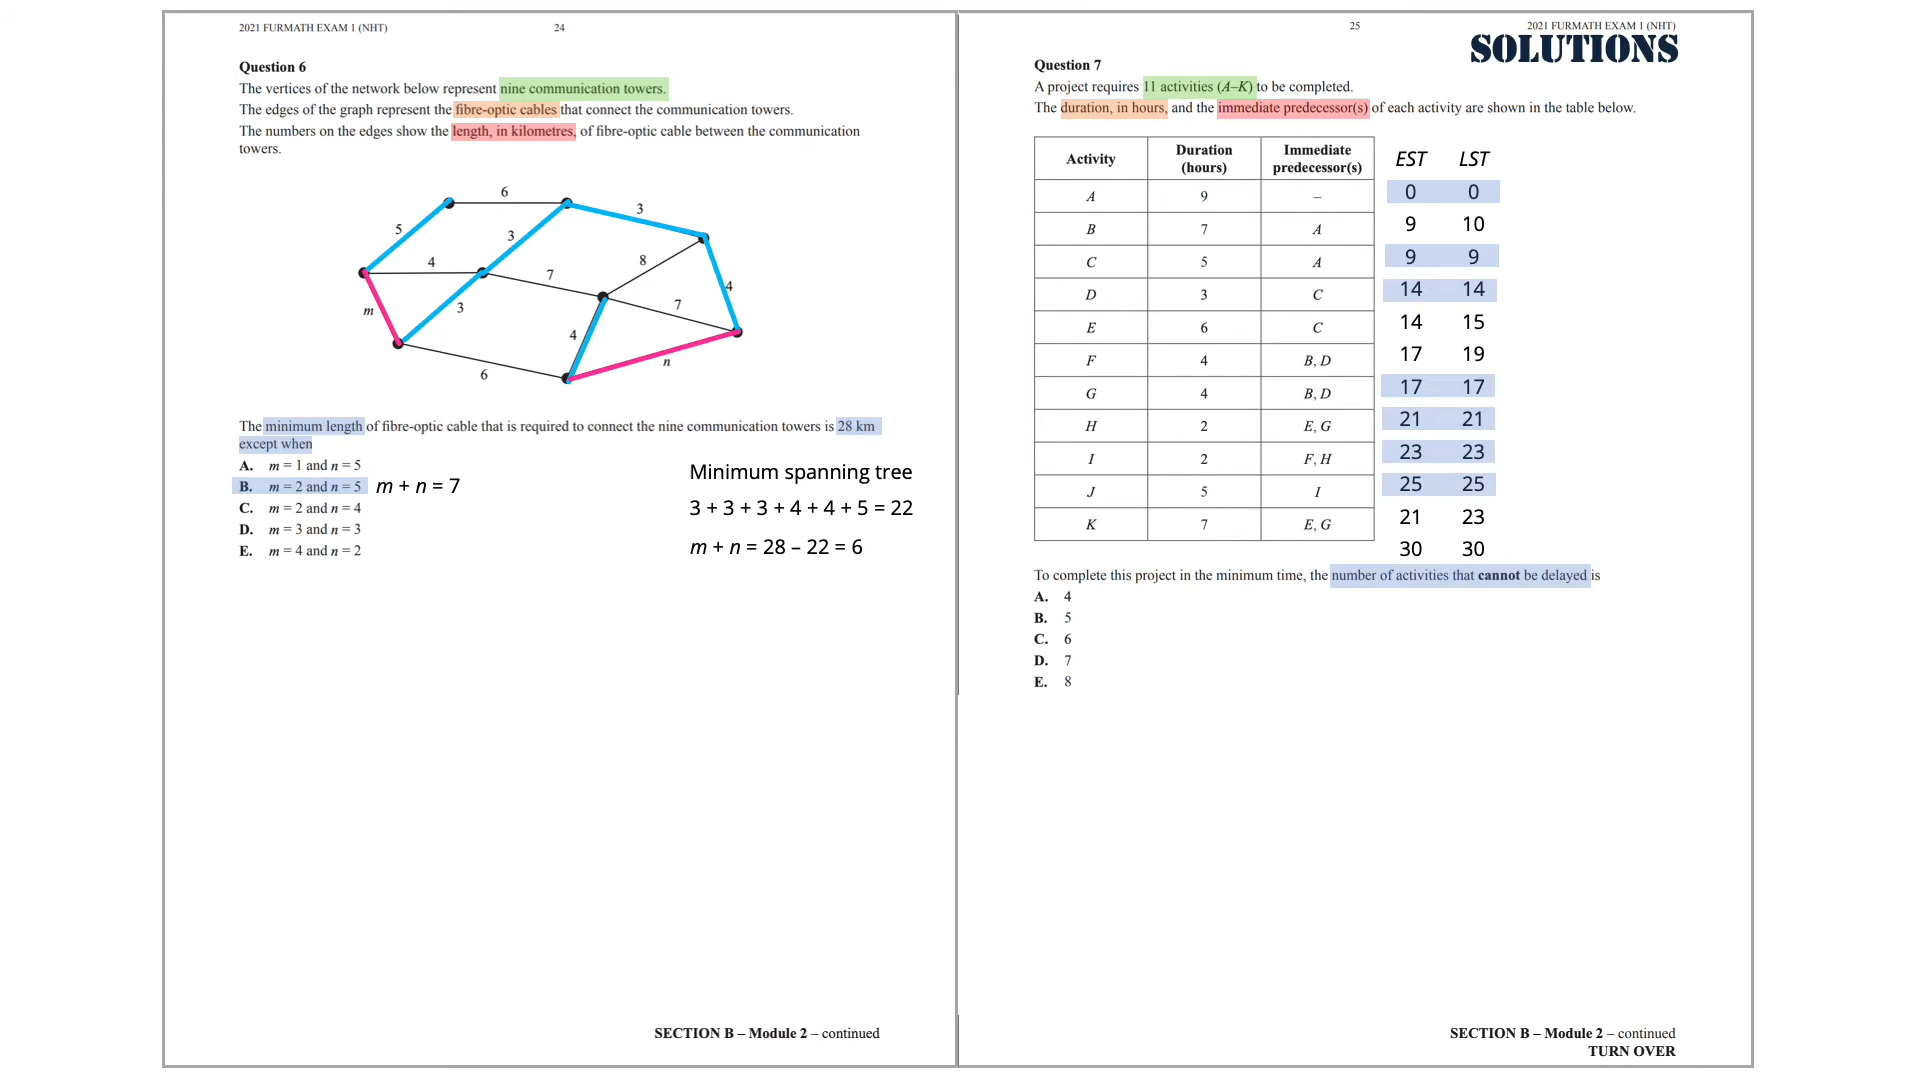 2021 FURMATH EXAM 1 (NHT)
24
Question 6
The vertices of the network below represent nine communication towers.
The edges of the graph represent the fibre-optic cables that connect the communication towers.
The numbers on the edges show the length, in kilometres, of fibre-optic cable between the communication
towers.
6
3
5
3
4
8
7
4
m
3
7
4
n
6
The minimum length of fibre-optic cable that is required to connect the nine communication towers is 28 km
except when
A. m = 1 and n = 5
B. m = 2 and n = 5 m + n = 7
C. m = 2 and n = 4
D. m = 3 and n = 3
E. m = 4 and n = 2
Minimum spanning tree
3 + 3 + 3 + 4 + 4 + 5 = 22
m + n = 28 – 22 = 6
SECTION B – Module 2 – continued
25
2021 FURMATH EXAM 1 (NHT)
SOLUTIONS
Question 7
A project requires 11 activities (A–K) to be completed.
The duration, in hours, and the immediate predecessor(s) of each activity are shown in the table below.
Activity Duration (hours) Immediate predecessor(s) EST LST
A 9 – 0 0
B 7 A 9 10
C 5 A 9 9
D 3 C 14 14
E 6 C 14 15
F 4 B, D 17 19
G 4 B, D 17 17
H 2 E, G 21 21
I 2 F, H 23 23
J 5 I 25 25
K 7 E, G 21 23
30 30
To complete this project in the minimum time, the number of activities that cannot be delayed is
A. 4
B. 5
C. 6
D. 7
E. 8
SECTION B – Module 2 – continued
TURN OVER